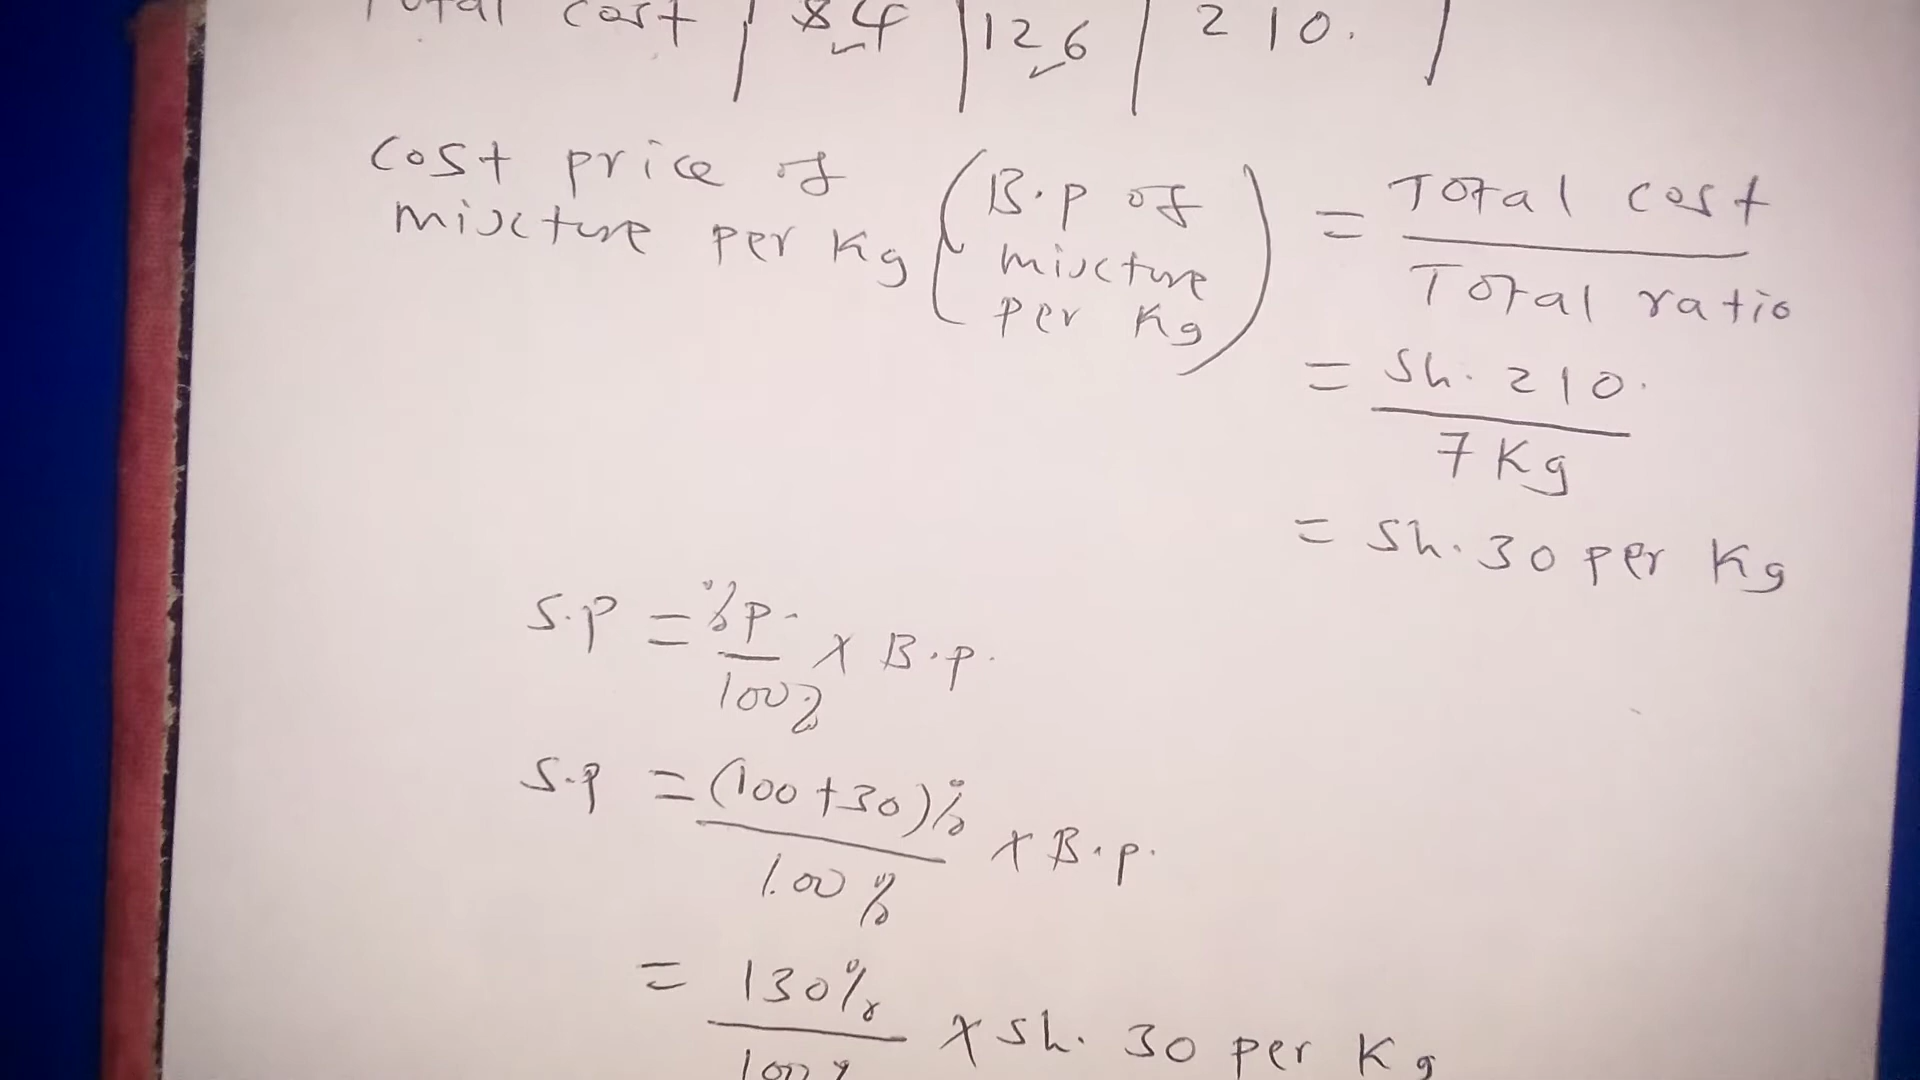 Total cost | 84 | 126 | 210. |
Cost price of
mixture per Kg
(B.p of
mixture
per Kg)
= Total cost
Total ratio
= Sh. 210.
7 Kg
= Sh. 30 per Kg
S.P = %P.
100% × B.p.
S.P = (100+30)%
100% × B.p.
= 130%
100% × Sh. 30 per Kg